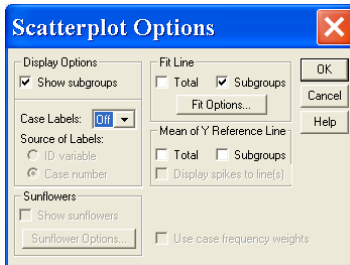 Scatterplot Options
Display Options
Show subgroups
Case Labels: Off
Source of Labels:
ID variable
Case number
Sunflowers
Show sunflowers
Sunflower Options...
Fit Line
Total Subgroups
Fit Options...
Mean of Y Reference Line
Total Subgroups
Display spikes to line(s)
Use case frequency weights
OK
Cancel
Help